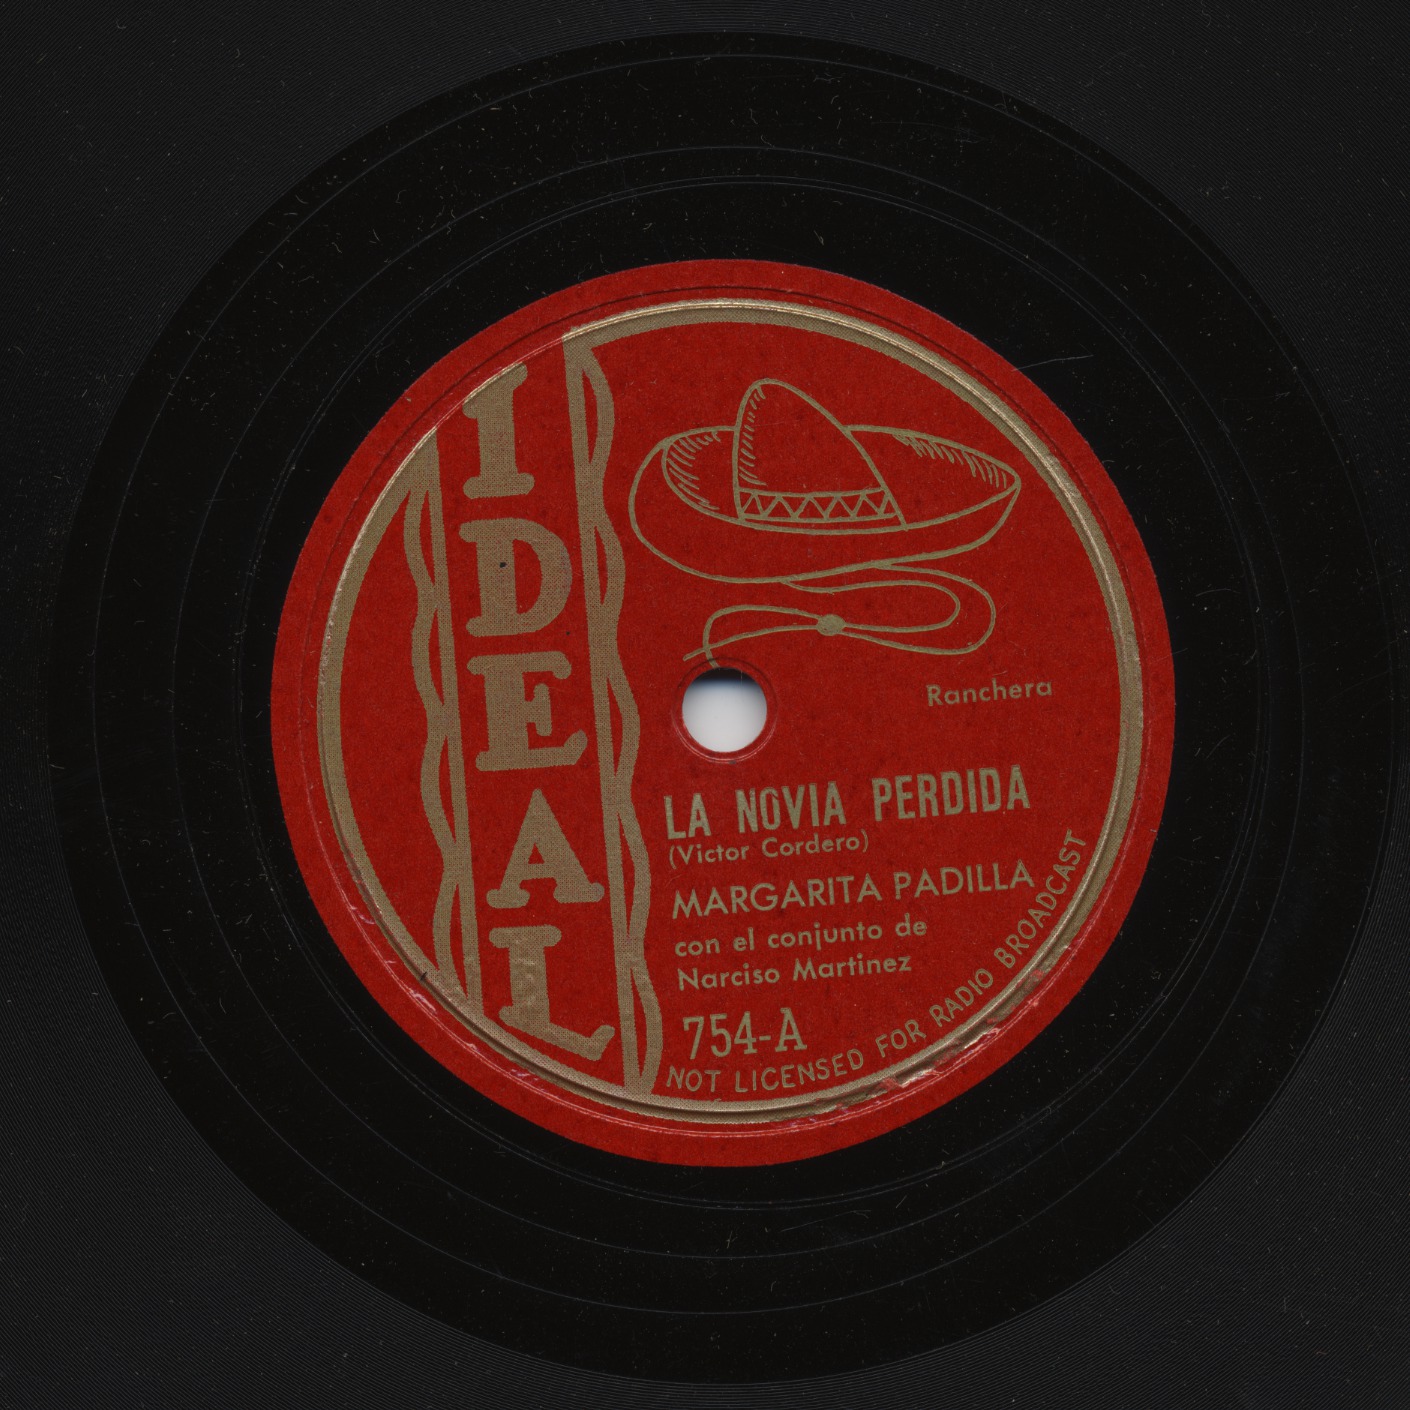 IDEAL
Ranchera
LA NOVIA PERDIDA
(Victor Cordero)
MARGARITA PADILLA
con el conjunto de
Narciso Martinez
754-A
NOT LICENSED FOR RADIO BROADCAST